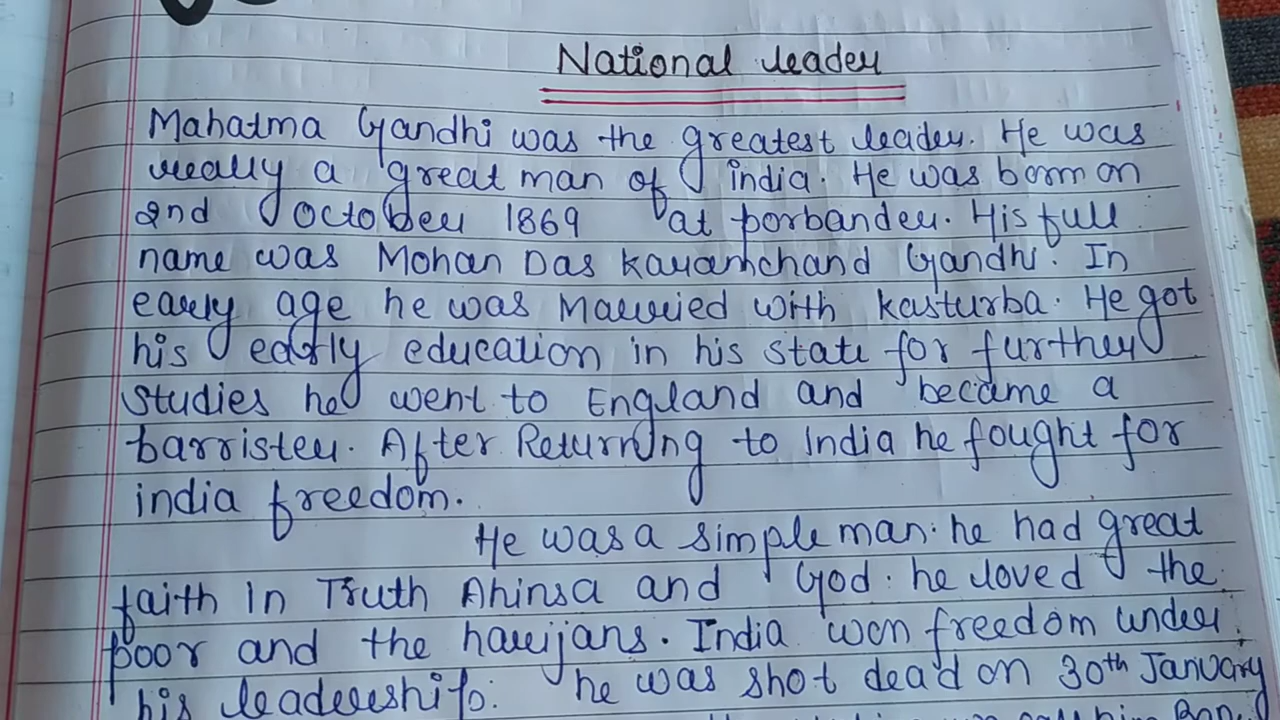 National leader
Mahatma Gandhi was the greatest leader. He was
really a great man of india. He was born on
2nd October 1869 at porbander. His full
name was Mohan Das karamchand Gandhi. In
early age he was Married with kasturba. He got
his early education in his state for further
studies he went to England and became a
barrister. After Returning to India he fought for
india freedom.
He was a simple man. he had great
faith in Truth Ahinsa and God. he loved the
poor and the harijans. India won freedom under
his leadership. he was shot dead on 30th January
call him Bap